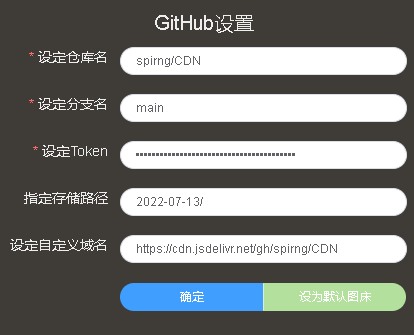 GitHub设置
* 设定仓库名 spirng/CDN
* 设定分支名 main
* 设定Token ••••••••••••••••••••••••••••••••••••••••
指定存储路径 2022-07-13/
设定自定义域名 https://cdn.jsdelivr.net/gh/spirng/CDN
确定 设为默认图床